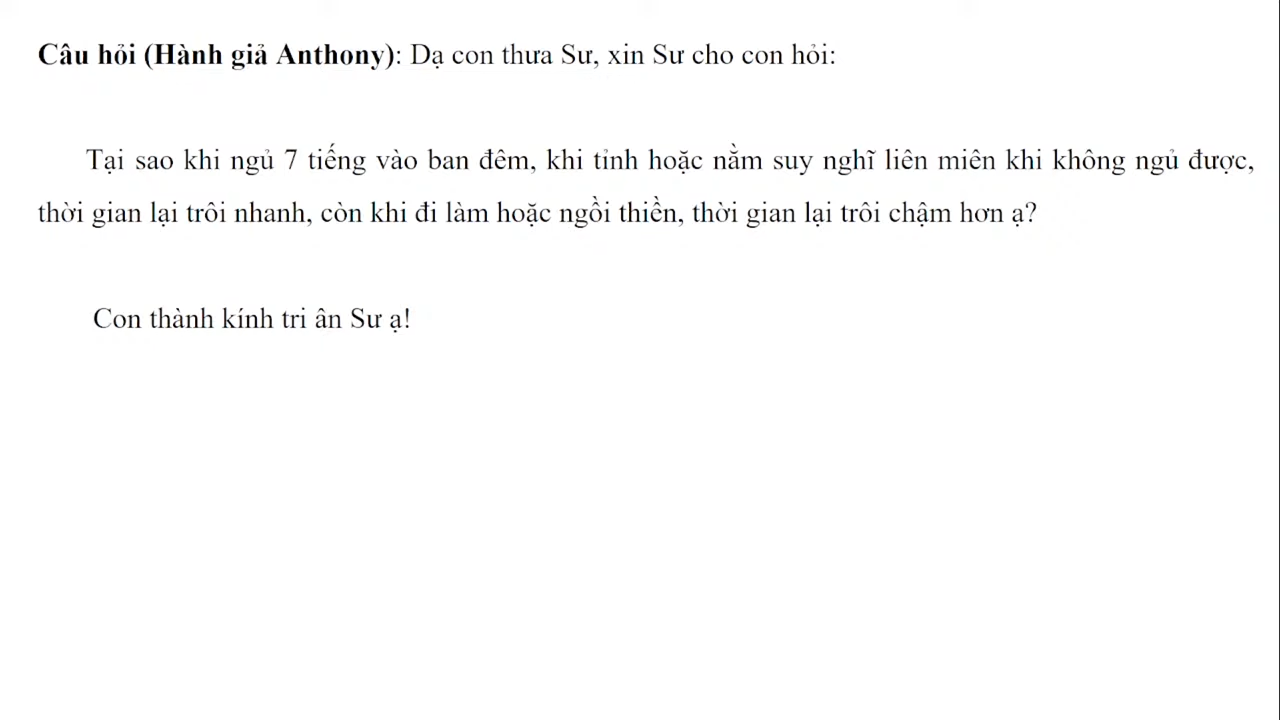 Câu hỏi (Hành giả Anthony): Dạ con thưa Sư, xin Sư cho con hỏi:
Tại sao khi ngủ 7 tiếng vào ban đêm, khi tỉnh hoặc nằm suy nghĩ liên miên khi không ngủ được,
thời gian lại trôi nhanh, còn khi đi làm hoặc ngồi thiền, thời gian lại trôi chậm hơn ạ?
Con thành kính tri ân Sư ạ!